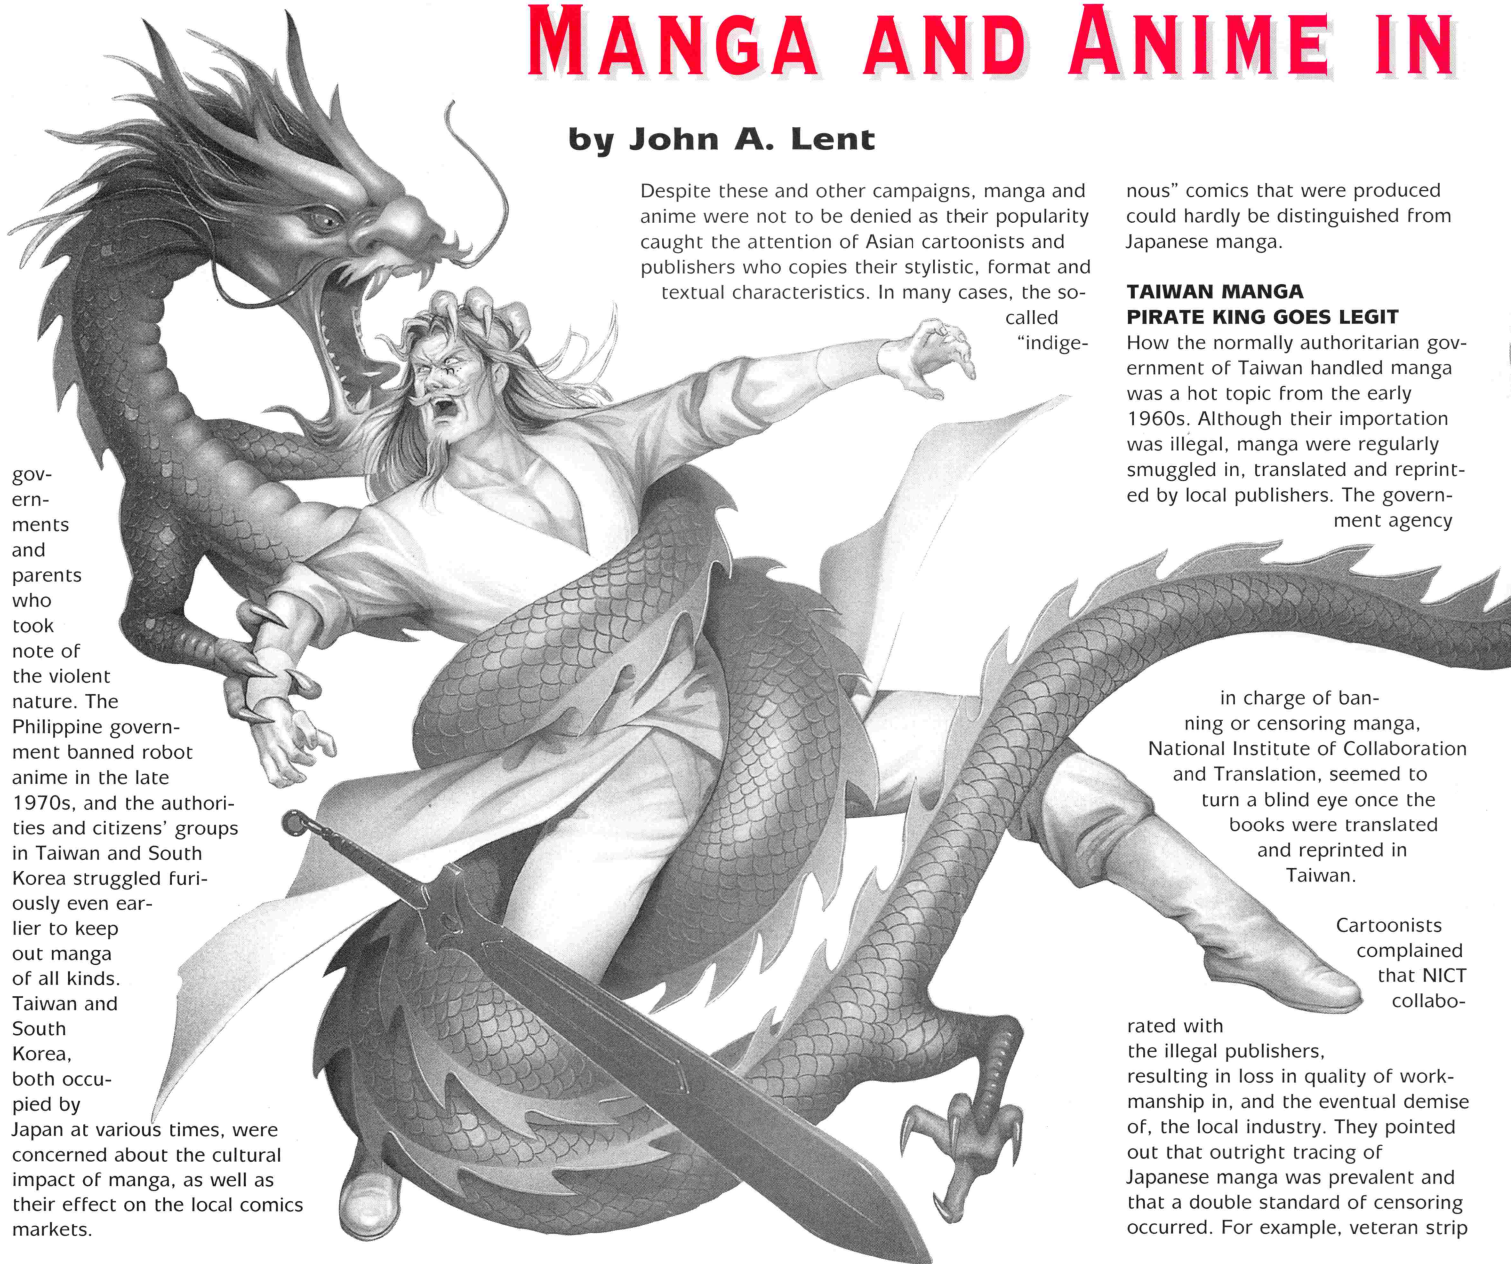 MANGA AND ANIME IN
by John A. Lent
gov-
ern-
ments
and
parents
who
took
note of
the violent
nature. The
Philippine govern-
ment banned robot
anime in the late
1970s, and the authori-
ties and citizens' groups
in Taiwan and South
Korea struggled furi-
ously even ear-
lier to keep
out manga
of all kinds.
Taiwan and
South
Korea,
both occu-
pied by
Japan at various times, were
concerned about the cultural
impact of manga, as well as
their effect on the local comics
markets.
Despite these and other campaigns, manga and
anime were not to be denied as their popularity
caught the attention of Asian cartoonists and
publishers who copies their stylistic, format and
textual characteristics. In many cases, the so-
called
"indige-
nous" comics that were produced
could hardly be distinguished from
Japanese manga.
TAIWAN MANGA
PIRATE KING GOES LEGIT
How the normally authoritarian gov-
ernment of Taiwan handled manga
was a hot topic from the early
1960s. Although their importation
was illegal, manga were regularly
smuggled in, translated and reprint-
ed by local publishers. The govern-
ment agency
in charge of ban-
ning or censoring manga,
National Institute of Collaboration
and Translation, seemed to
turn a blind eye once the
books were translated
and reprinted in
Taiwan.
Cartoonists
complained
that NICT
collabo-
rated with
the illegal publishers,
resulting in loss in quality of work-
manship in, and the eventual demise
of, the local industry. They pointed
out that outright tracing of
Japanese manga was prevalent and
that a double standard of censoring
occurred. For example, veteran strip